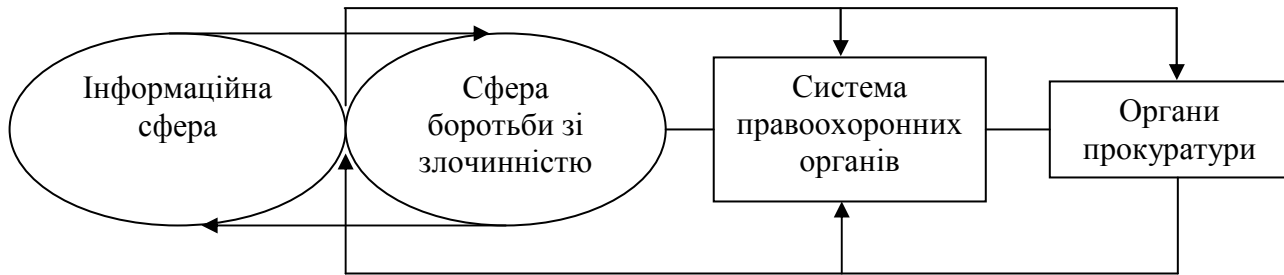 Інформаційна
сфера
Сфера
боротьби зі
злочинністю
Система
правоохоронних
органів
Органи
прокуратури